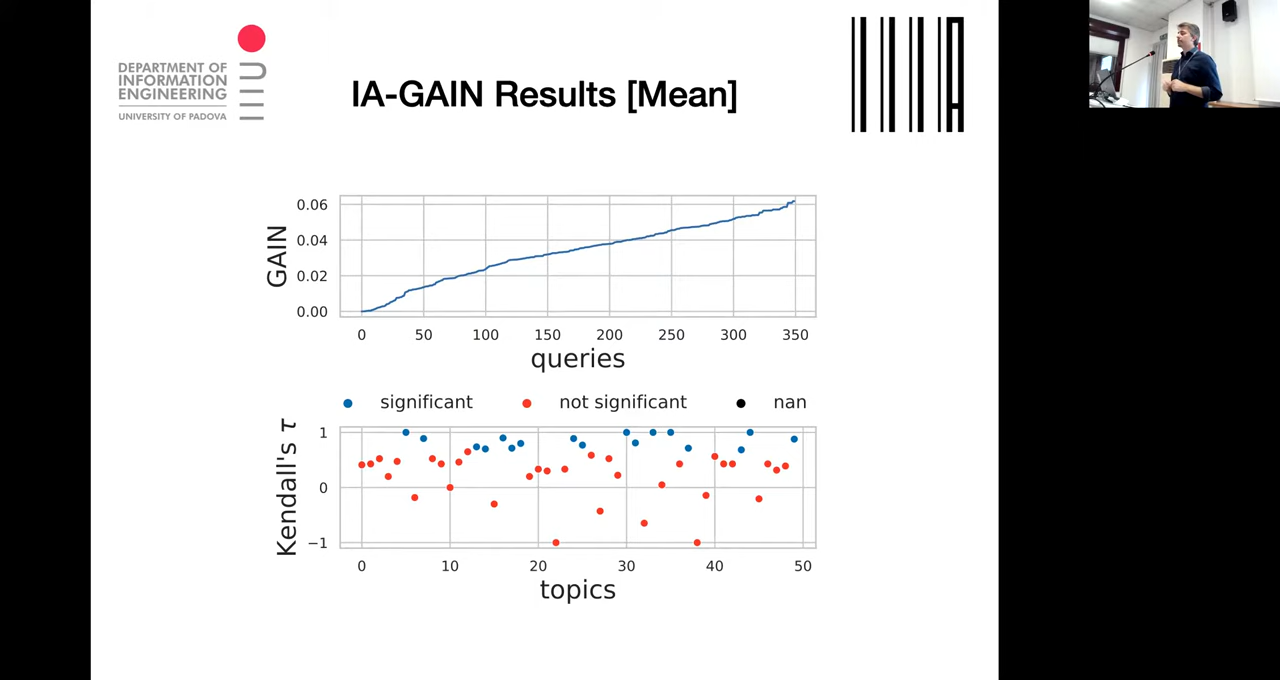 DEPARTMENT OF
INFORMATION
ENGINEERING
UNIVERSITY OF PADOVA
IA-GAIN Results [Mean]
GAIN
0.06
0.04
0.02
0.00
0 50 100 150 200 250 300 350
queries
significant not significant nan
Kendall's τ
1
0
−1
0 10 20 30 40 50
topics